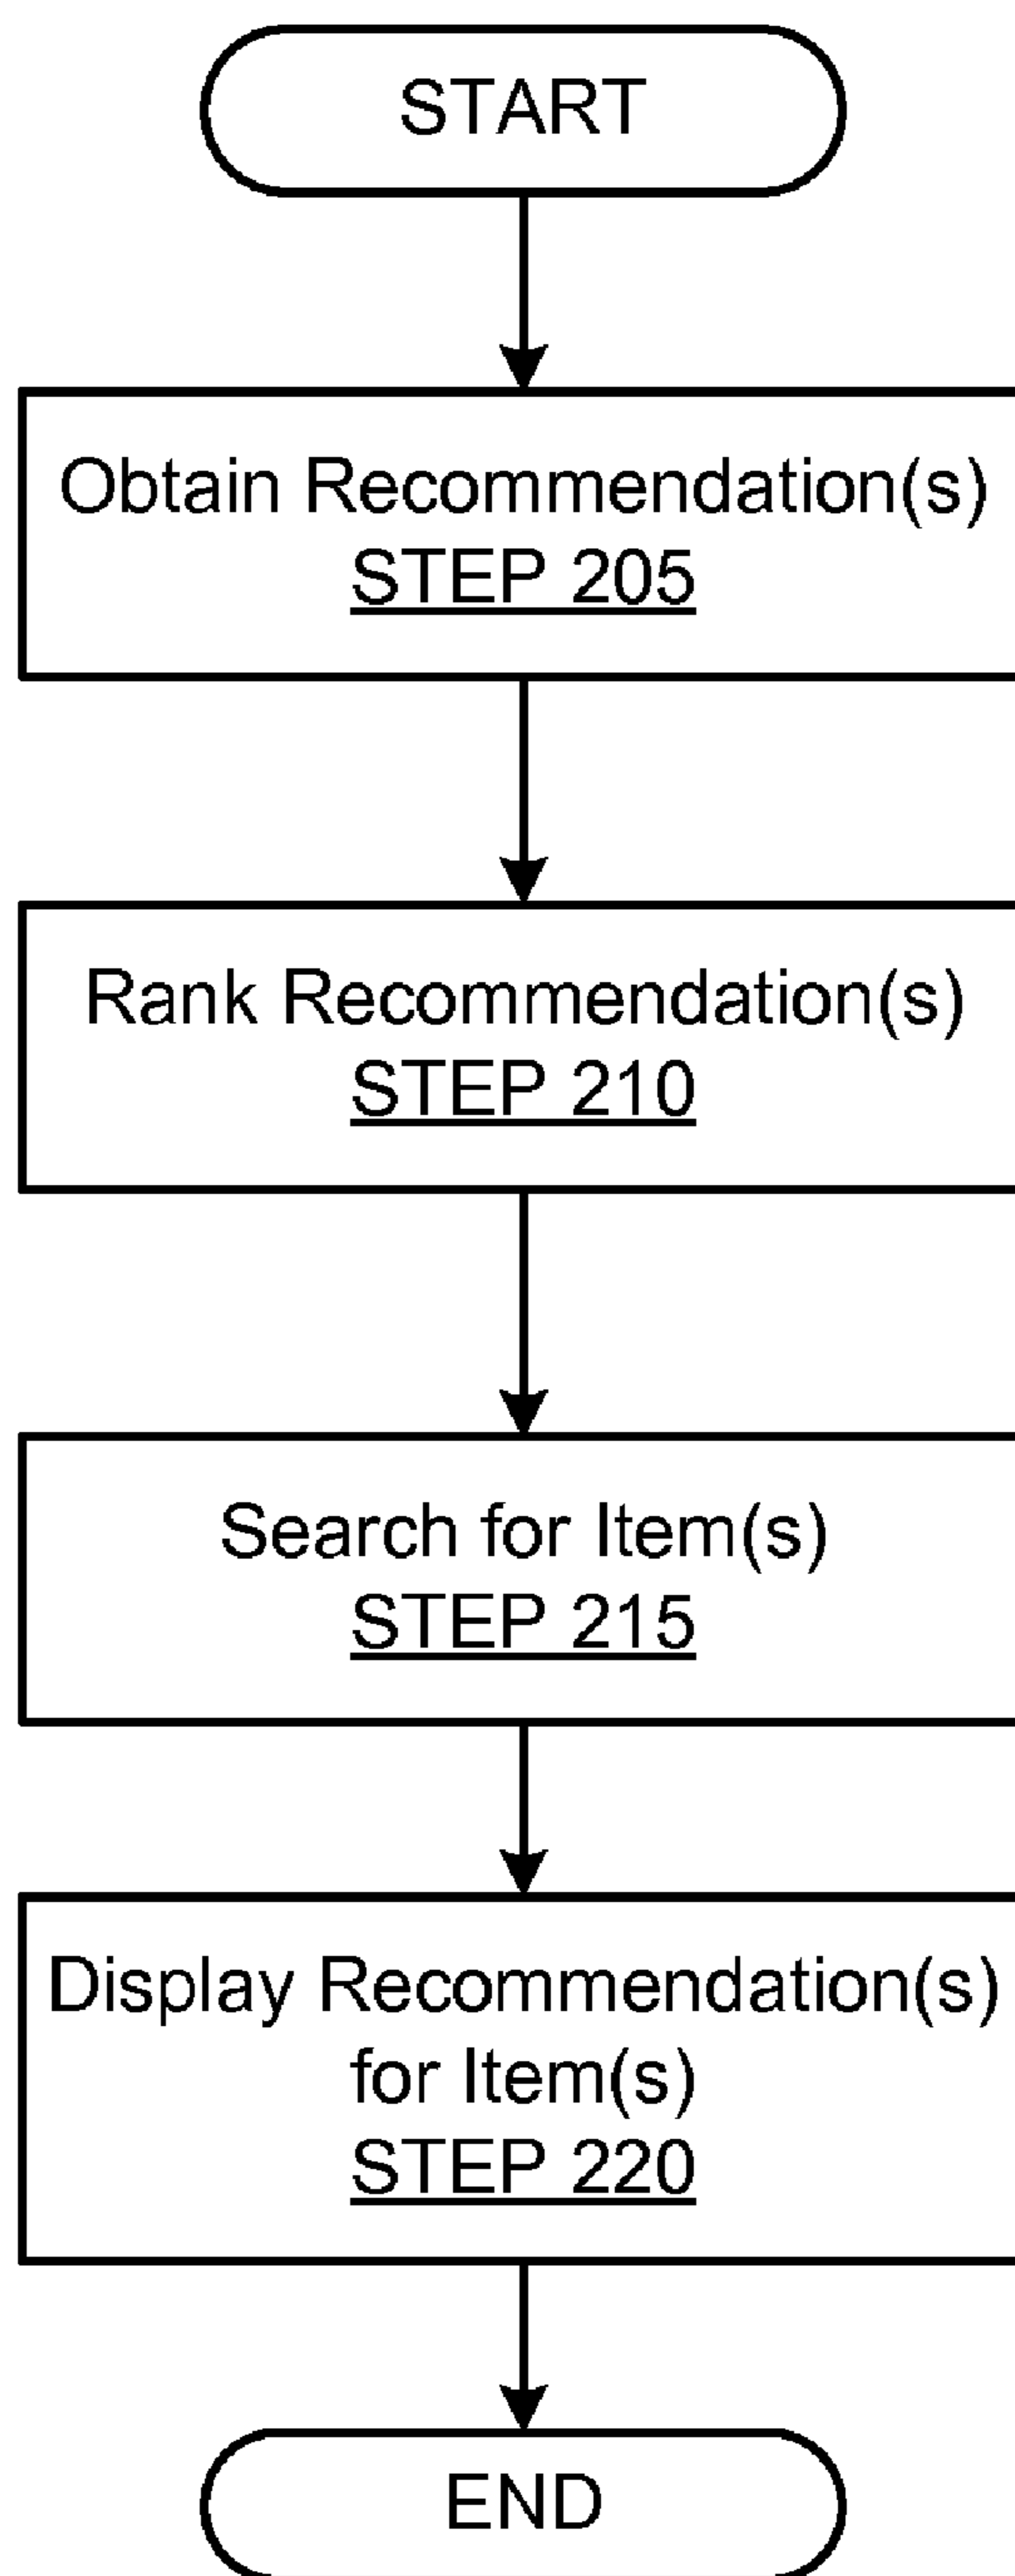 START
Obtain Recommendation(s)
STEP 205
Rank Recommendation(s)
STEP 210
Search for Item(s)
STEP 215
Display Recommendation(s)
for Item(s)
STEP 220
END